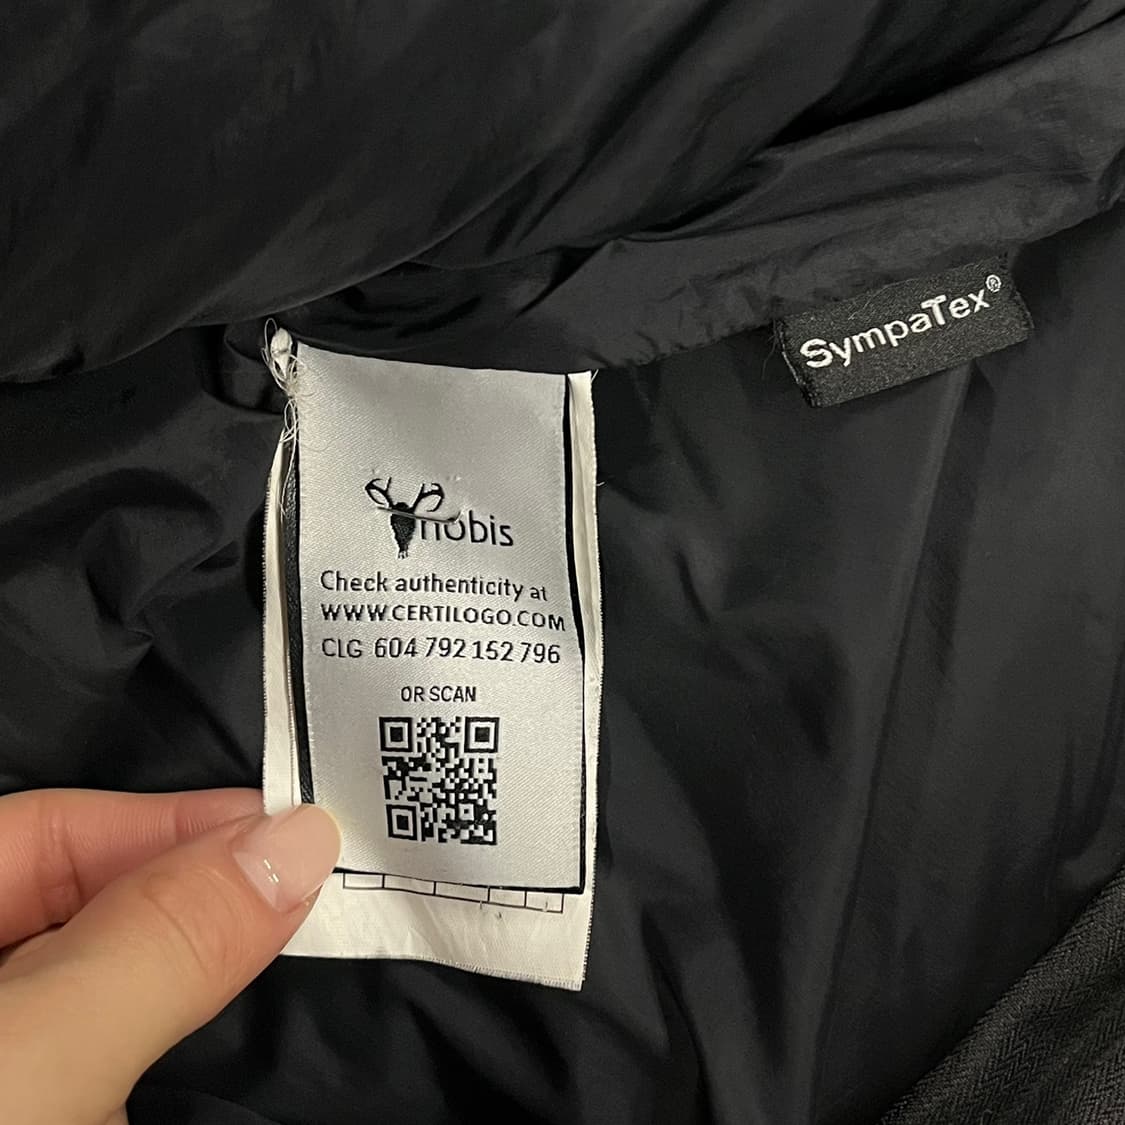 SympaTex®
nobis
Check authenticity at
WWW.CERTILOGO.COM
CLG 604 792 152 796
OR SCAN